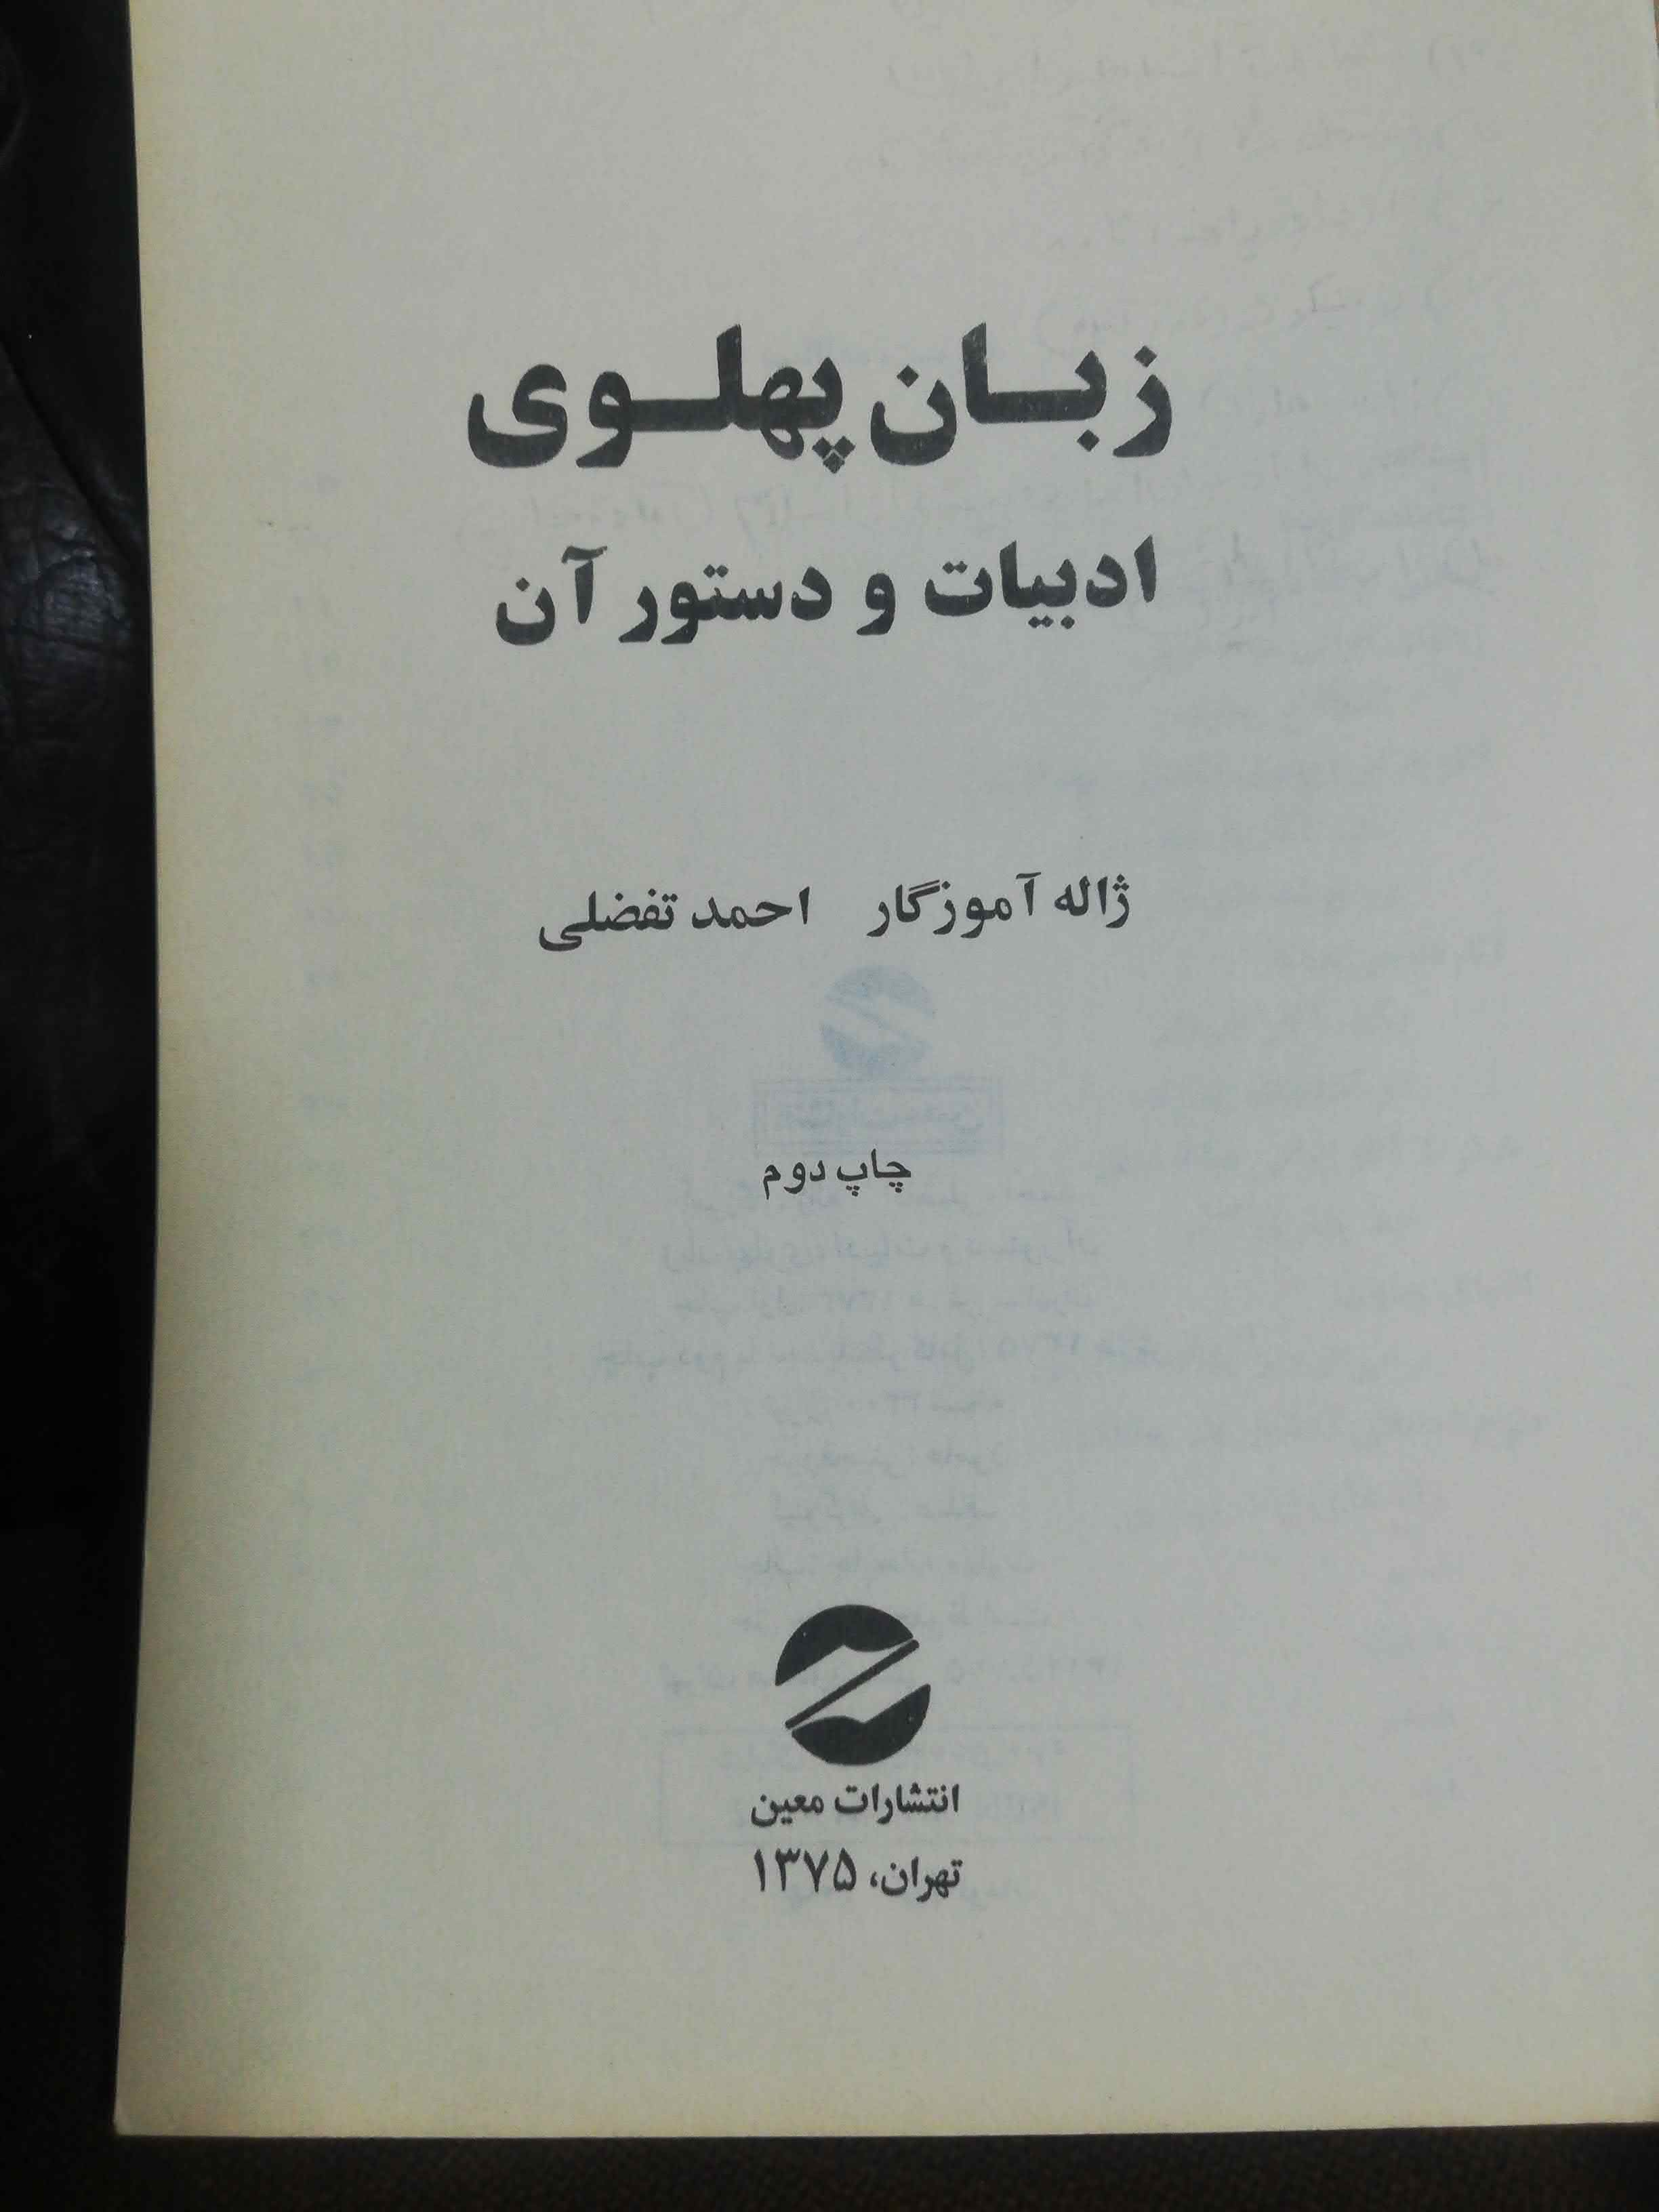 زبان پهلوی
ادبیات و دستور آن
ژاله آموزگار احمد تفضلی
چاپ دوم
انتشارات معین
تهران، ۱۳۷۵